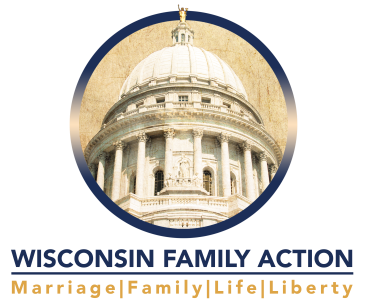 WISCONSIN FAMILY ACTION
Marriage|Family|Life|Liberty